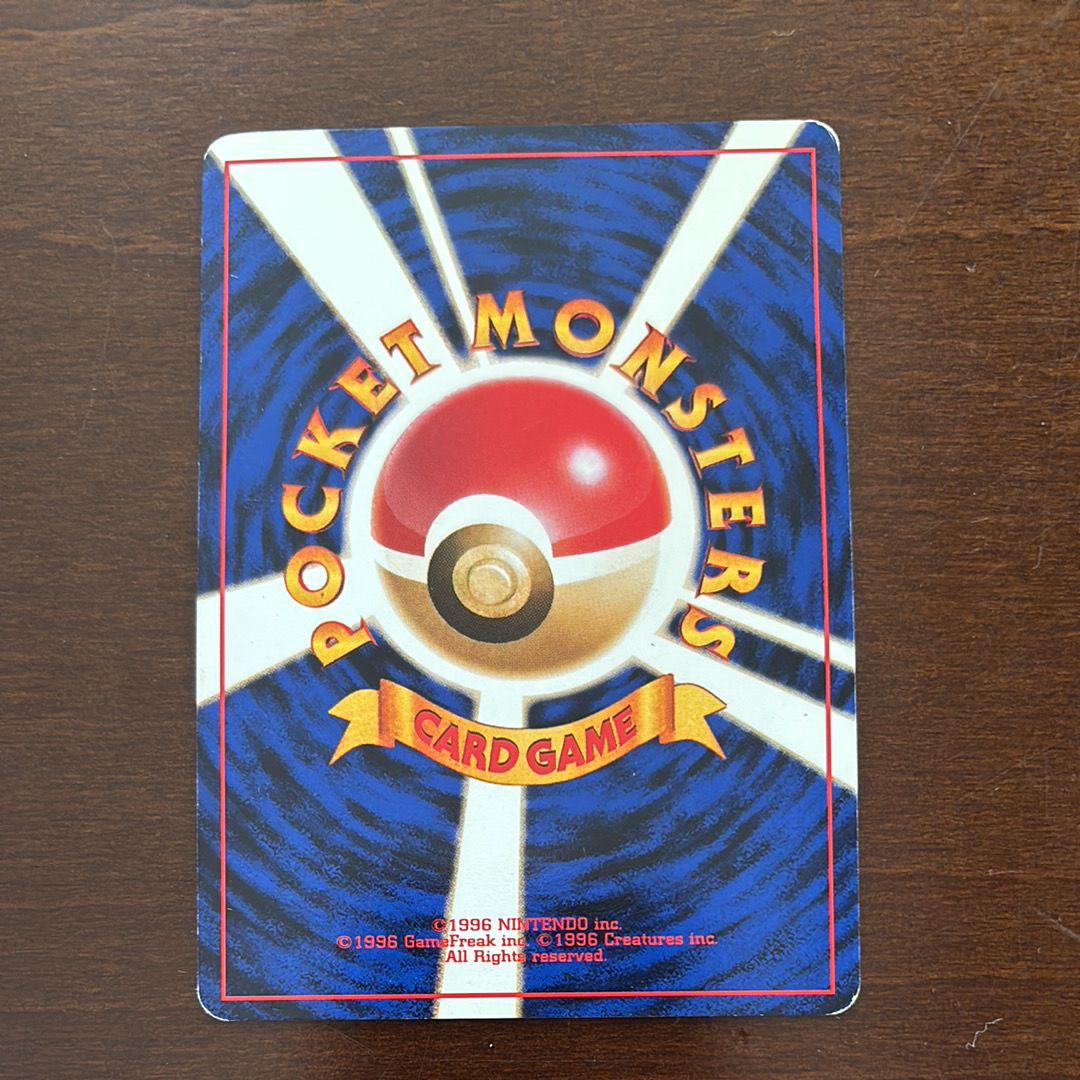 POCKET MONSTERS
CARD GAME
©1996 NINTENDO inc.
©1996 GameFreak inc. ©1996 Creatures inc.
All Rights reserved.